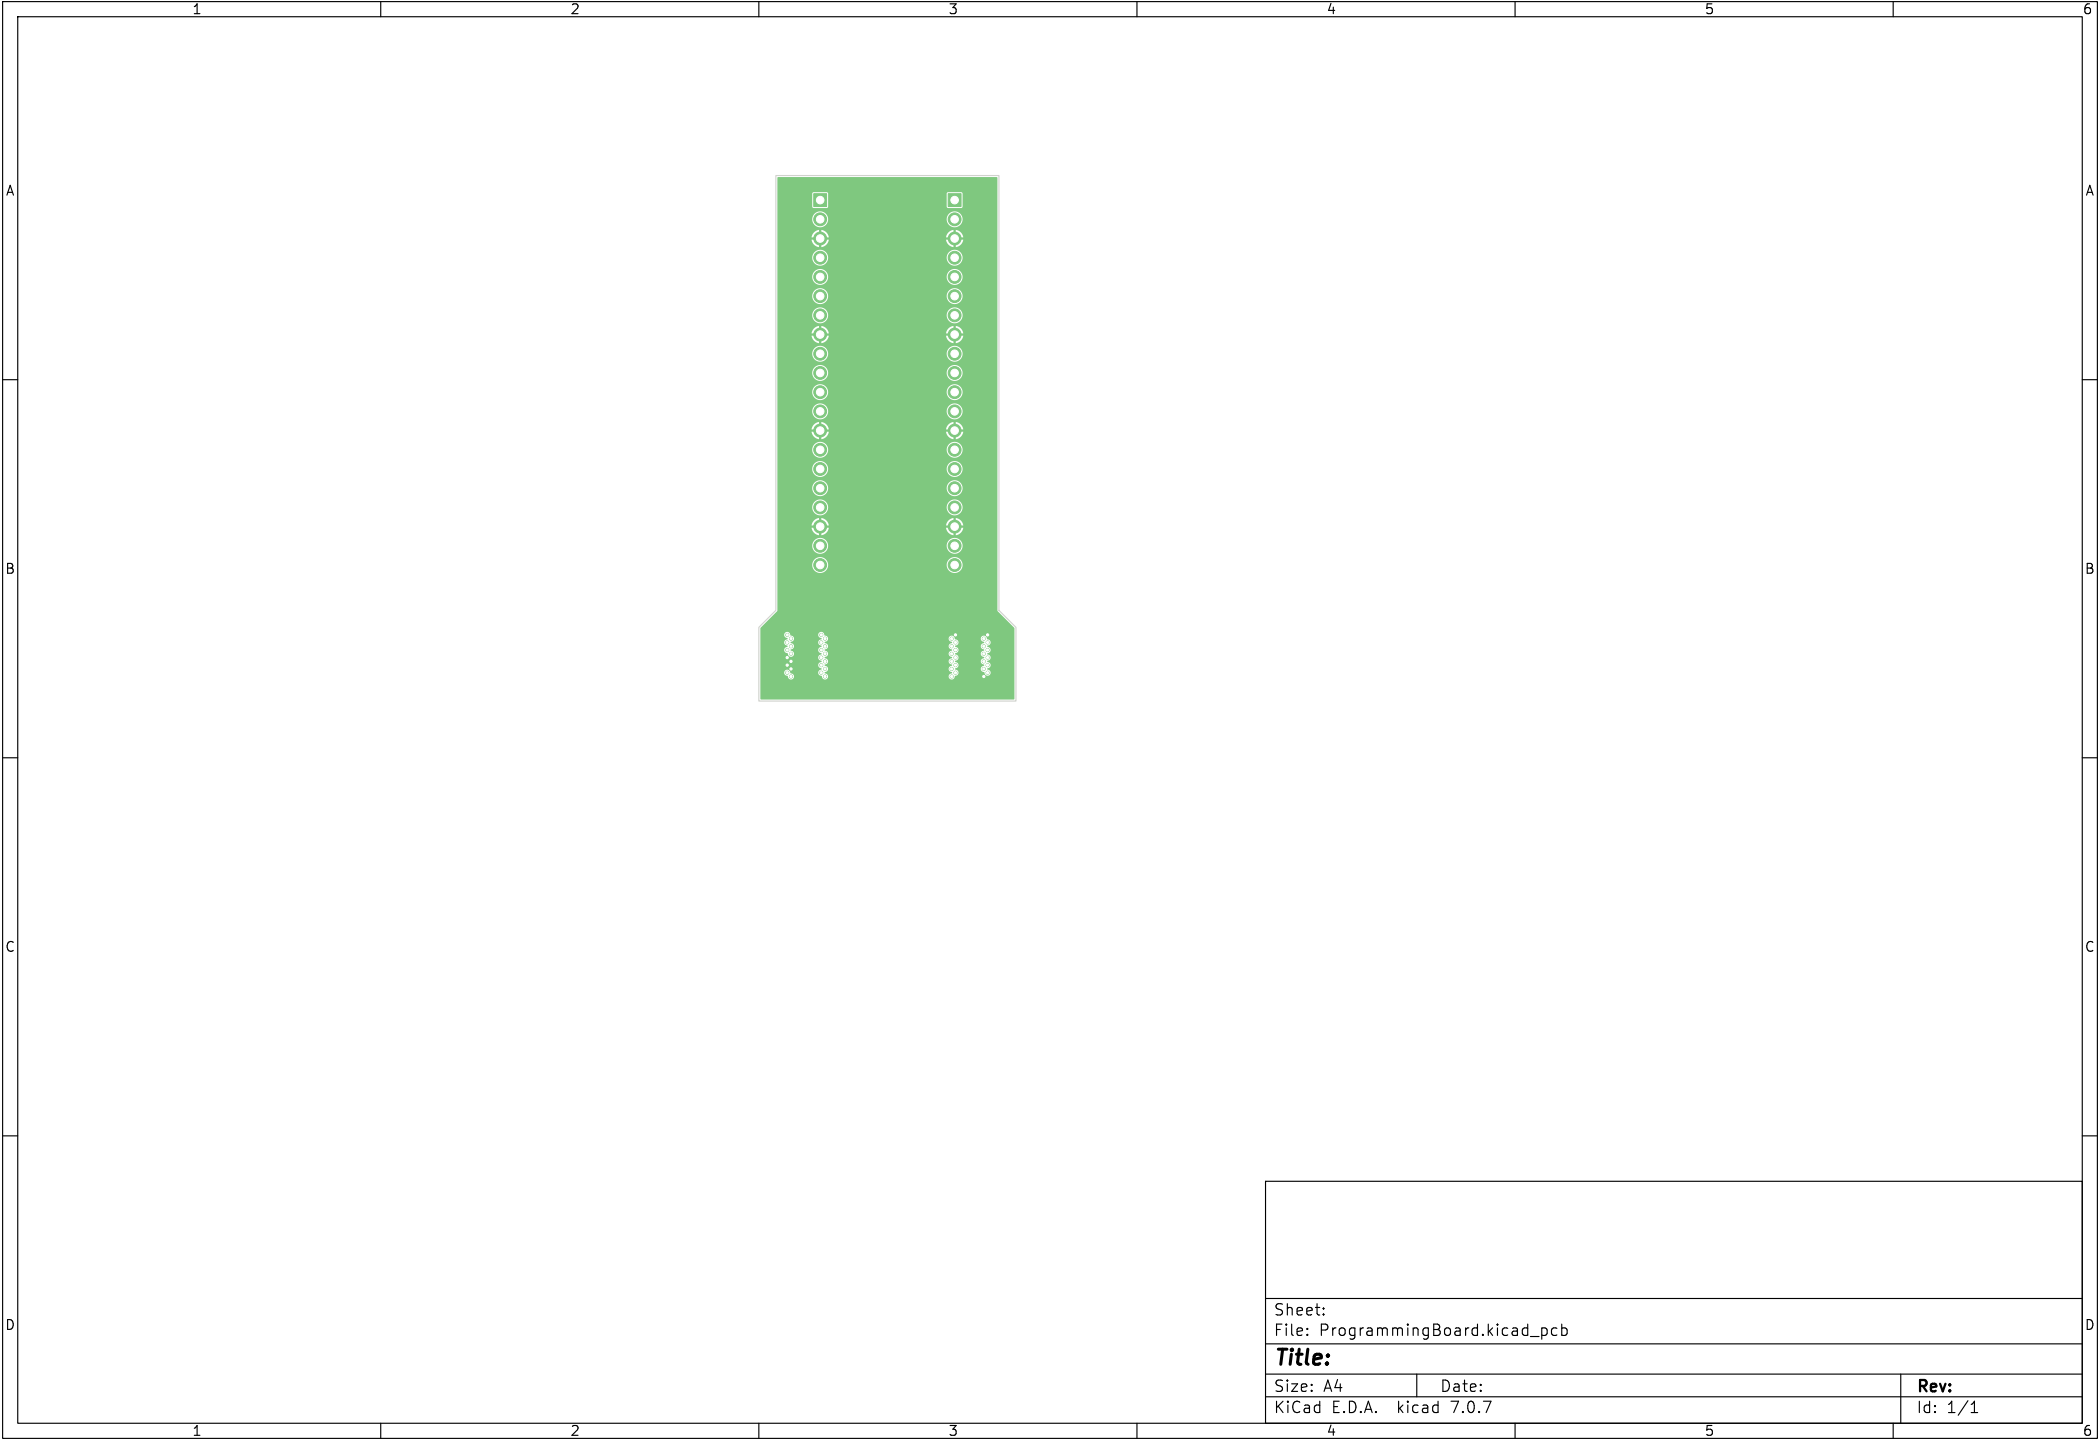 1 2 3 4 5 6
A A
B B
C C
D D
Sheet:
File: ProgrammingBoard.kicad_pcb
Title:
Size: A4 Date: Rev:
KiCad E.D.A. kicad 7.0.7 Id: 1/1
1 2 3 4 5 6